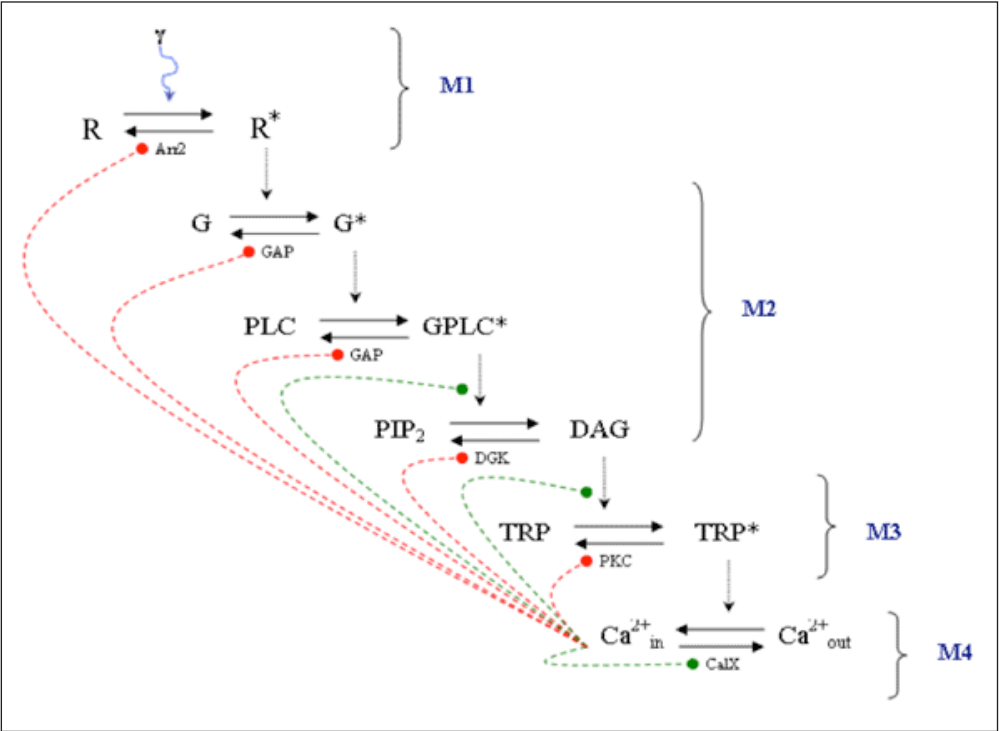 γ
M1
R R*
Arr2
G G*
GAP
M2
PLC GPLC*
GAP
PIP₂ DAG
DGK
TRP TRP*
M3
PKC
Ca²⁺in Ca²⁺out
M4
CalX